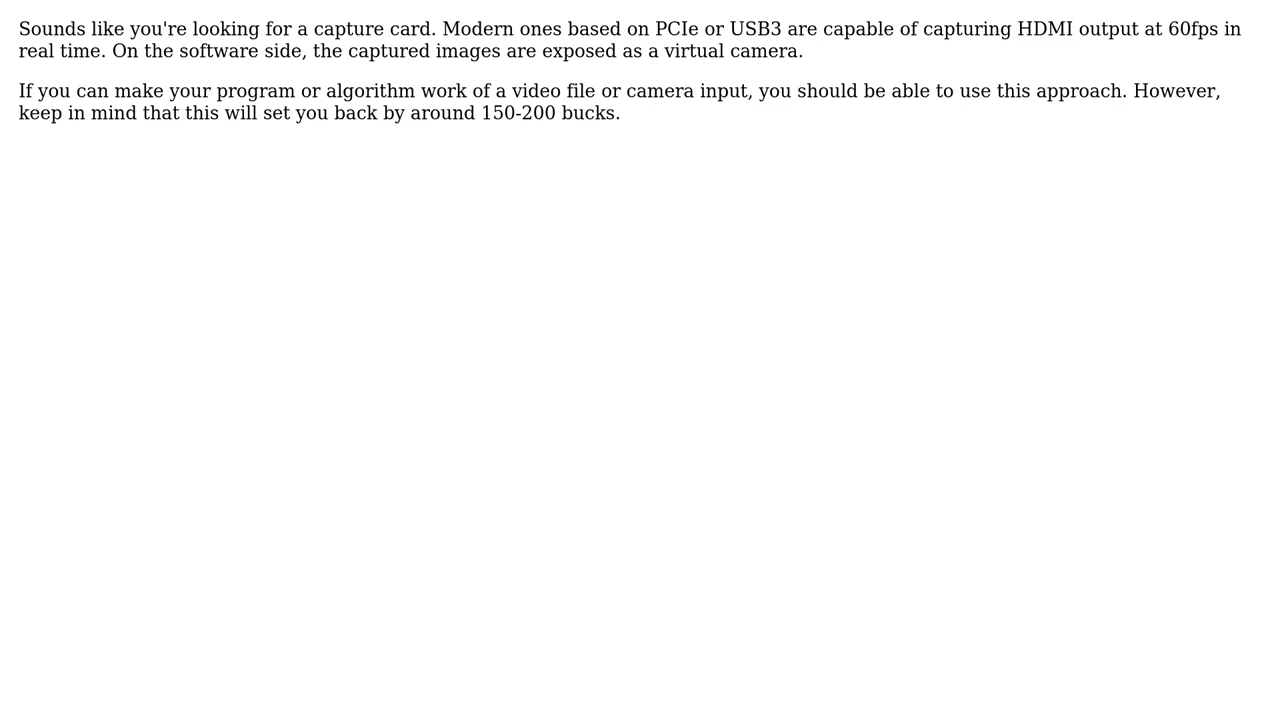 Sounds like you're looking for a capture card. Modern ones based on PCIe or USB3 are capable of capturing HDMI output at 60fps in
real time. On the software side, the captured images are exposed as a virtual camera.
If you can make your program or algorithm work of a video file or camera input, you should be able to use this approach. However,
keep in mind that this will set you back by around 150-200 bucks.